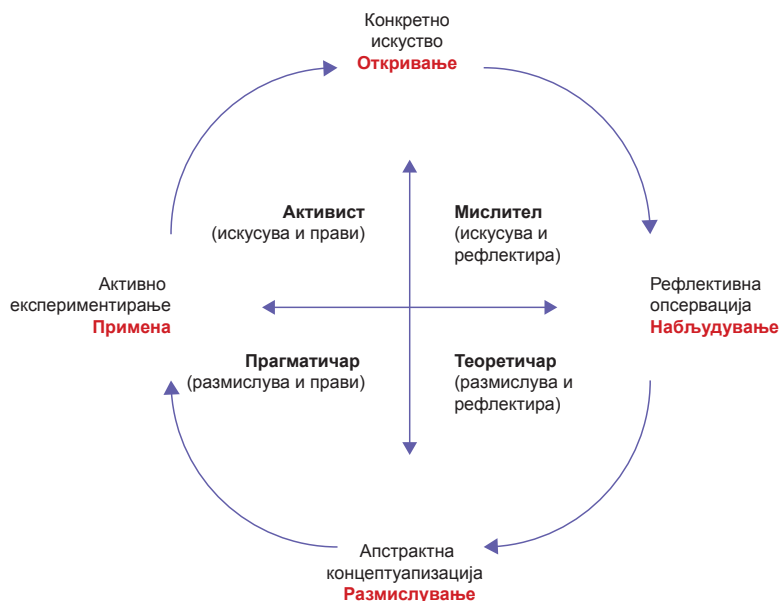 Конкретно
искуство
Откривање
Активист
(искусува и прави)
Мислител
(искусува и
рефлектира)
Активно
експериментирање
Примена
Рефлективна
опсервација
Набљудување
Прагматичар
(размислува и прави)
Теоретичар
(размислува и
рефлектира)
Апстрактна
концептуапизација
Размислување